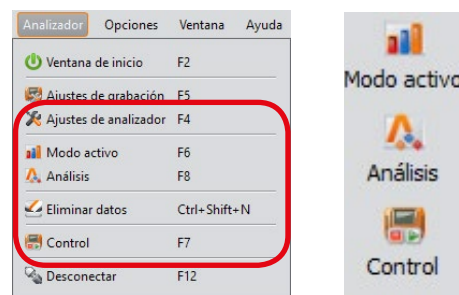 Analizador Opciones Ventana Ayuda
Ventana de inicio F2
Ajustes de grabación F5
Ajustes de analizador F4
Modo activo F6
Análisis F8
Eliminar datos Ctrl+Shift+N
Control F7
Desconectar F12
Modo activo
Análisis
Control